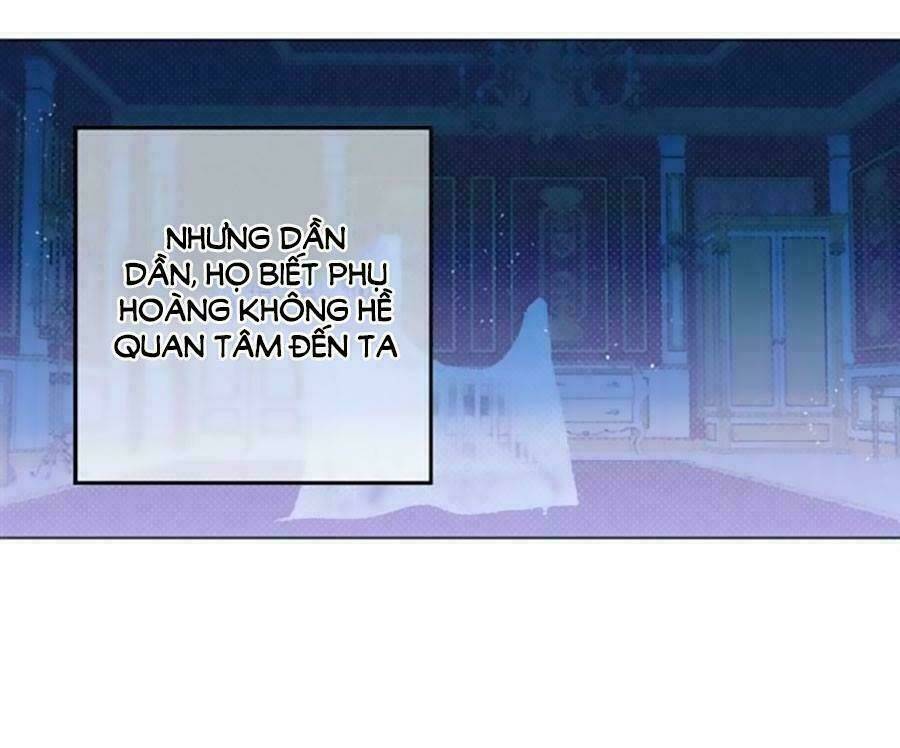 NHƯNG DẦN
DẦN, HỌ BIẾT PHỤ
HOÀNG KHÔNG HỀ
QUAN TÂM ĐẾN TA